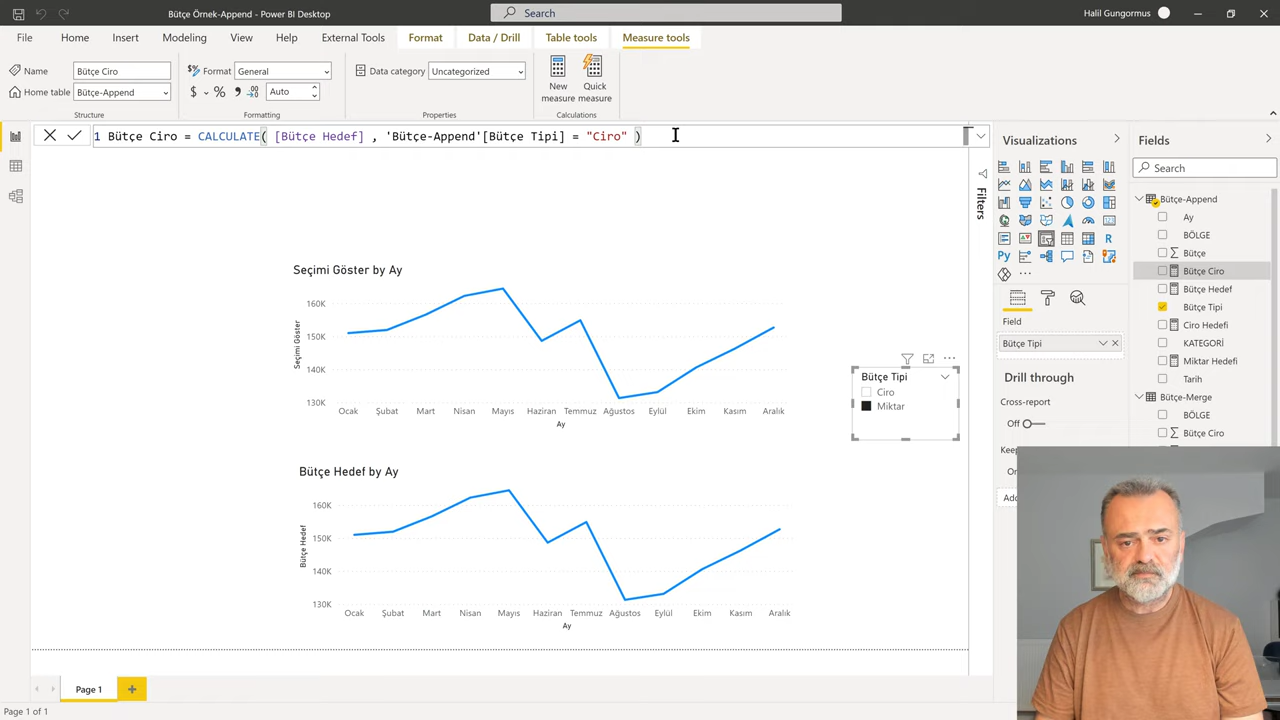 Bütçe Örnek-Append - Power BI Desktop
Search
Halil Gungormus
File
Home
Insert
Modeling
View
Help
External Tools
Format
Data / Drill
Table tools
Measure tools
Name
Bütçe Ciro
Home table
Bütçe-Append
Structure
Format
General
$
%
Auto
Formatting
Data category
Uncategorized
Properties
New
measure
Quick
measure
Calculations
1 Bütçe Ciro = CALCULATE( [Bütçe Hedef] , 'Bütçe-Append'[Bütçe Tipi] = "Ciro" )
Seçimi Göster by Ay
160K
150K
140K
130K
Seçimi Göster
Ocak Şubat Mart Nisan Mayıs Haziran Temmuz Ağustos Eylül Ekim Kasım Aralık
Ay
Bütçe Hedef by Ay
160K
150K
140K
130K
Bütçe Hedef
Ocak Şubat Mart Nisan Mayıs Haziran Temmuz Ağustos Eylül Ekim Kasım Aralık
Ay
Bütçe Tipi
Ciro
Miktar
Filters
Visualizations
R
Py
Field
Bütçe Tipi
Drill through
Cross-report
Off
Fields
Search
Bütçe-Append
Ay
BÖLGE
Bütçe
Bütçe Ciro
Bütçe Hedef
Bütçe Tipi
Ciro Hedefi
KATEGORİ
Miktar Hedefi
Tarih
Bütçe-Merge
BÖLGE
Bütçe Ciro
Page 1
Page 1 of 1